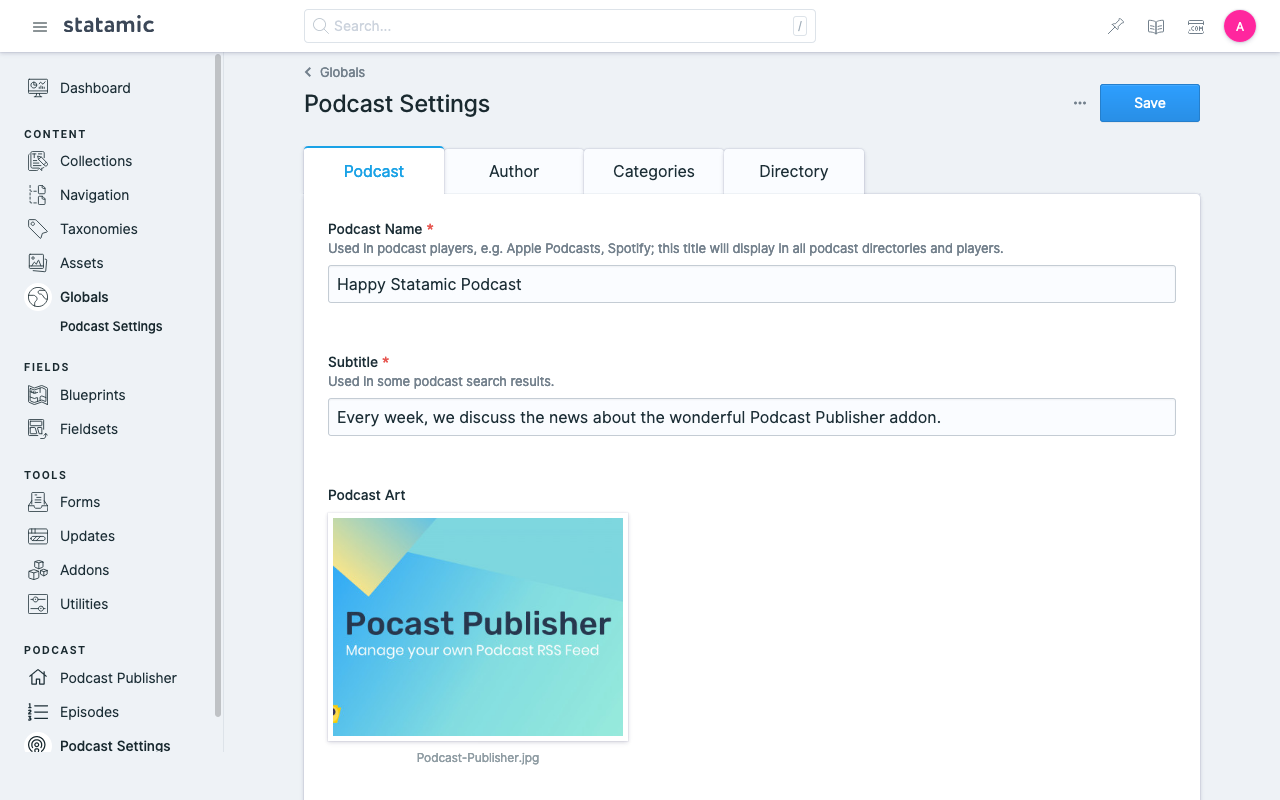 statamic
Search...
/
.COM
A
Dashboard
CONTENT
Collections
Navigation
Taxonomies
Assets
Globals
Podcast Settings
FIELDS
Blueprints
Fieldsets
TOOLS
Forms
Updates
Addons
Utilities
PODCAST
Podcast Publisher
Episodes
Podcast Settings
Globals
Podcast Settings
Save
Podcast
Author
Categories
Directory
Podcast Name *
Used in podcast players, e.g. Apple Podcasts, Spotify; this title will display in all podcast directories and players.
Happy Statamic Podcast
Subtitle *
Used in some podcast search results.
Every week, we discuss the news about the wonderful Podcast Publisher addon.
Podcast Art
Pocast Publisher
Manage your own Podcast RSS Feed
Podcast-Publisher.jpg